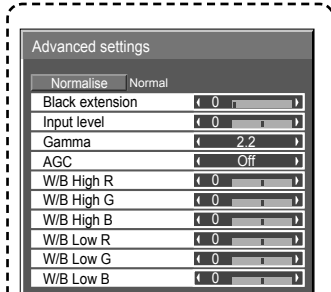 Advanced settings
Normalise Normal
Black extension 0
Input level 0
Gamma 2.2
AGC Off
W/B High R 0
W/B High G 0
W/B High B 0
W/B Low R 0
W/B Low G 0
W/B Low B 0